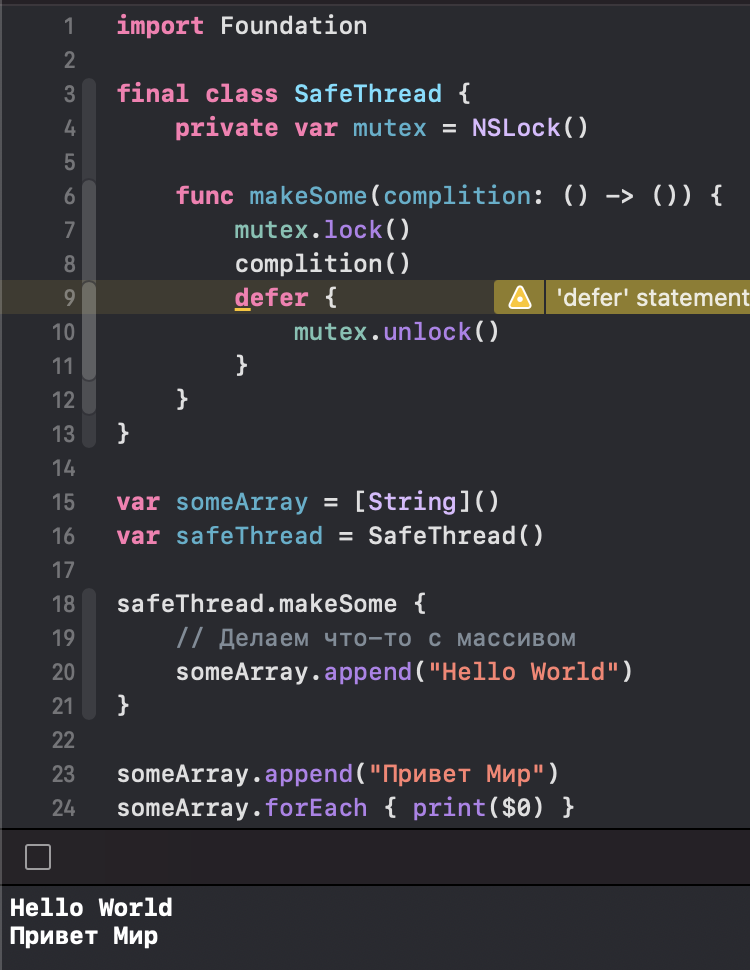 1 import Foundation
2
3 final class SafeThread {
4     private var mutex = NSLock()
5
6     func makeSome(complition: () -> ()) {
7         mutex.lock()
8         complition()
9         defer {   'defer' statement
10             mutex.unlock()
11         }
12     }
13 }
14
15 var someArray = [String]()
16 var safeThread = SafeThread()
17
18 safeThread.makeSome {
19     // Делаем что-то с массивом
20     someArray.append("Hello World")
21 }
22
23 someArray.append("Привет Мир")
24 someArray.forEach { print($0) }
Hello World
Привет Мир